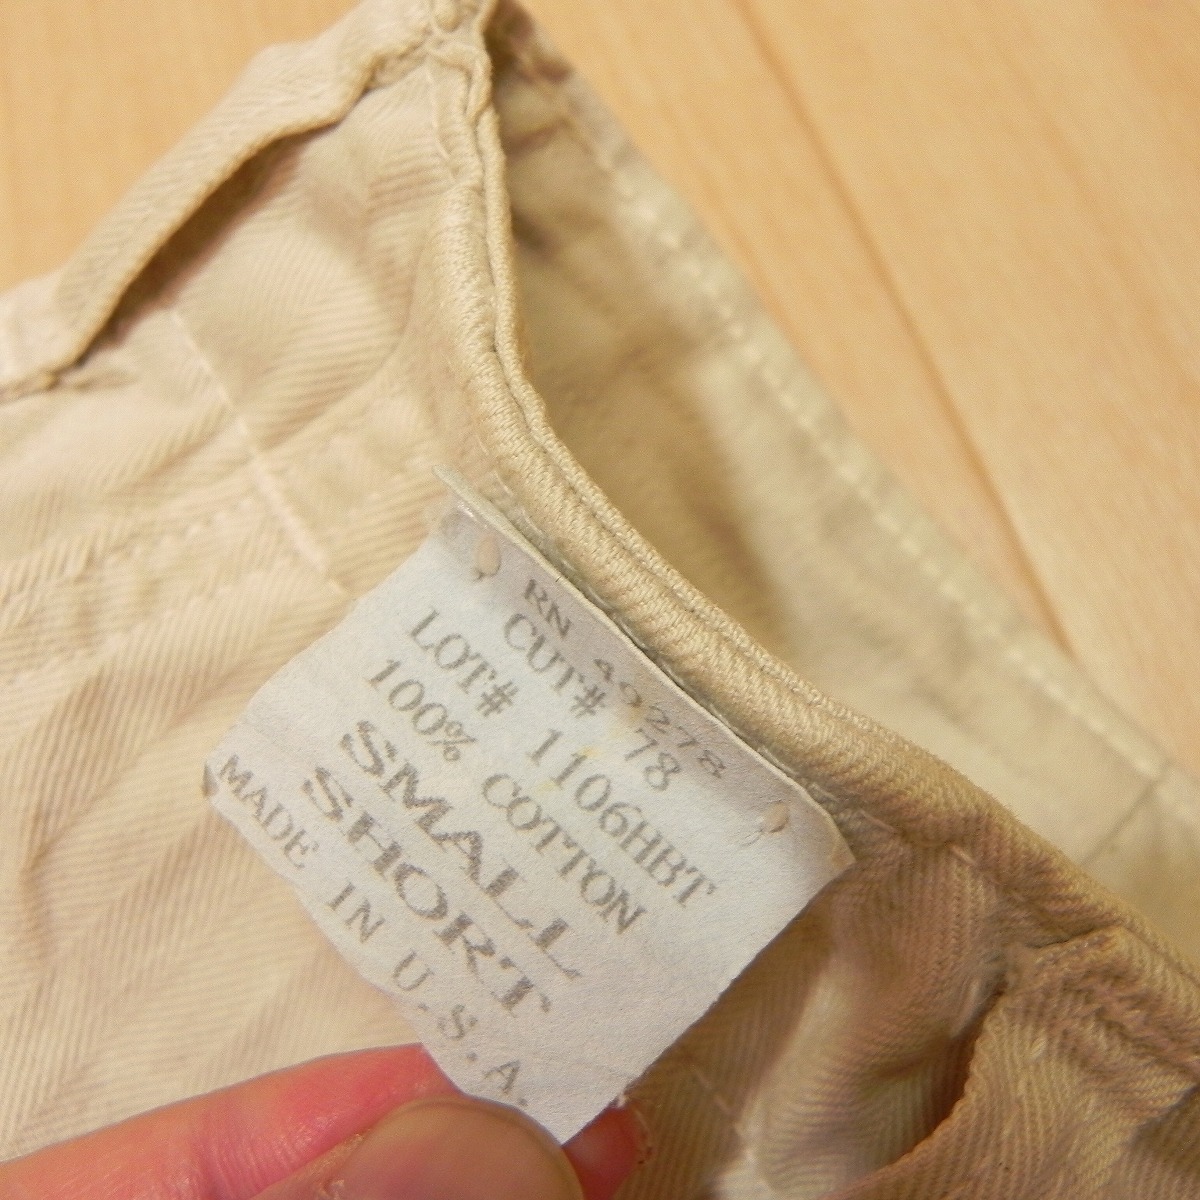 RN 49278
CUT# 78
LOT# 1106HBT
100% COTTON
SMALL
SHORT
MADE IN U.S.A.